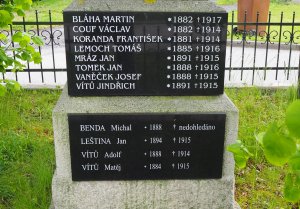 BLÁHA MARTIN •1882 †1917
COUF VÁCLAV •1882 †1914
KORANDA FRANTIŠEK •1881 †1914
LEMOCH TOMÁŠ •1885 †1916
MRÁZ JAN •1891 †1915
TOMEK JAN •1888 †1915
VANĚČEK JOSEF •1888 †1915
VÍTŮ JINDŘICH •1891 †1915
BENDA Michal •1888 † nedohledáno
LEŠTINA Jan •1894 †1915
VÍTŮ Adolf •1888 †1914
VÍTŮ Matěj •1884 †1915